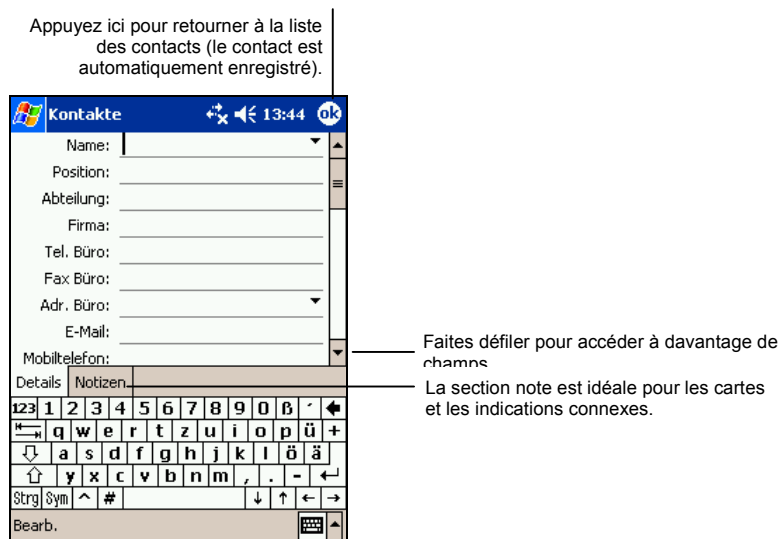 Appuyez ici pour retourner à la liste
des contacts (le contact est
automatiquement enregistré).
Kontakte 13:44 ok
Name:
Position:
Abteilung:
Firma:
Tel. Büro:
Fax Büro:
Adr. Büro:
E-Mail:
Mobiltelefon:
Faites défiler pour accéder à davantage de
champs
Details Notizen
La section note est idéale pour les cartes
et les indications connexes.
123 1 2 3 4 5 6 7 8 9 0 ß ´
q w e r t z u i o p ü +
a s d f g h j k l ö ä
y x c v b n m , . -
Strg Sym ^ # ↓ ↑ ← →
Bearb.